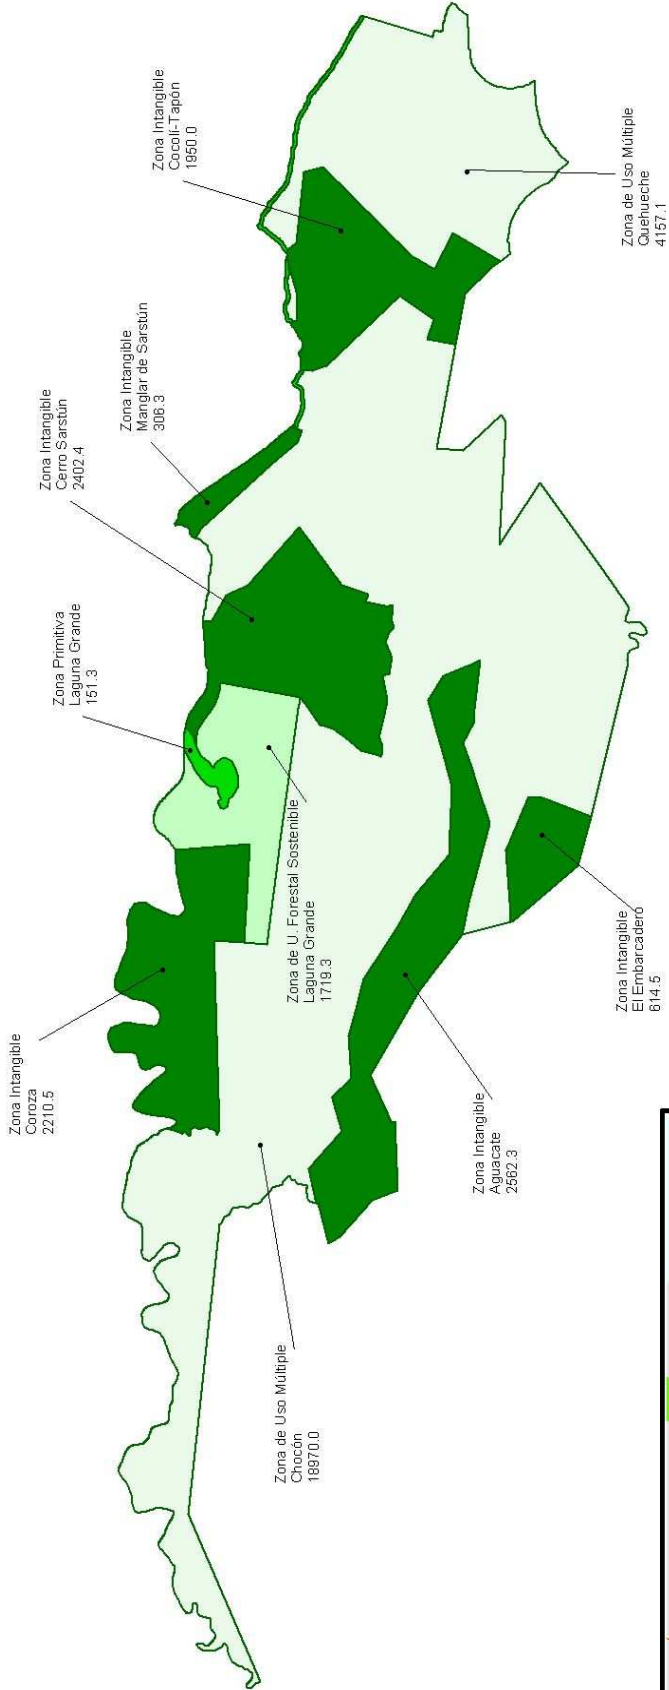 Zona Intangible
Coroza
2210.5
Zona Primitiva
Laguna Grande
151.3
Zona Intangible
Cerro Sarstún
2402.4
Zona Intangible
Manglar de Sarstún
306.3
Zona Intangible
Cocolí-Tapón
1950.0
Zona de Uso Múltiple
Chocón
18970.0
Zona Intangible
Aguacate
2562.3
Zona de U. Forestal Sostenible
Laguna Grande
1719.3
Zona Intangible
El Embarcadero
614.5
Zona de Uso Múltiple
Quehueche
4157.1